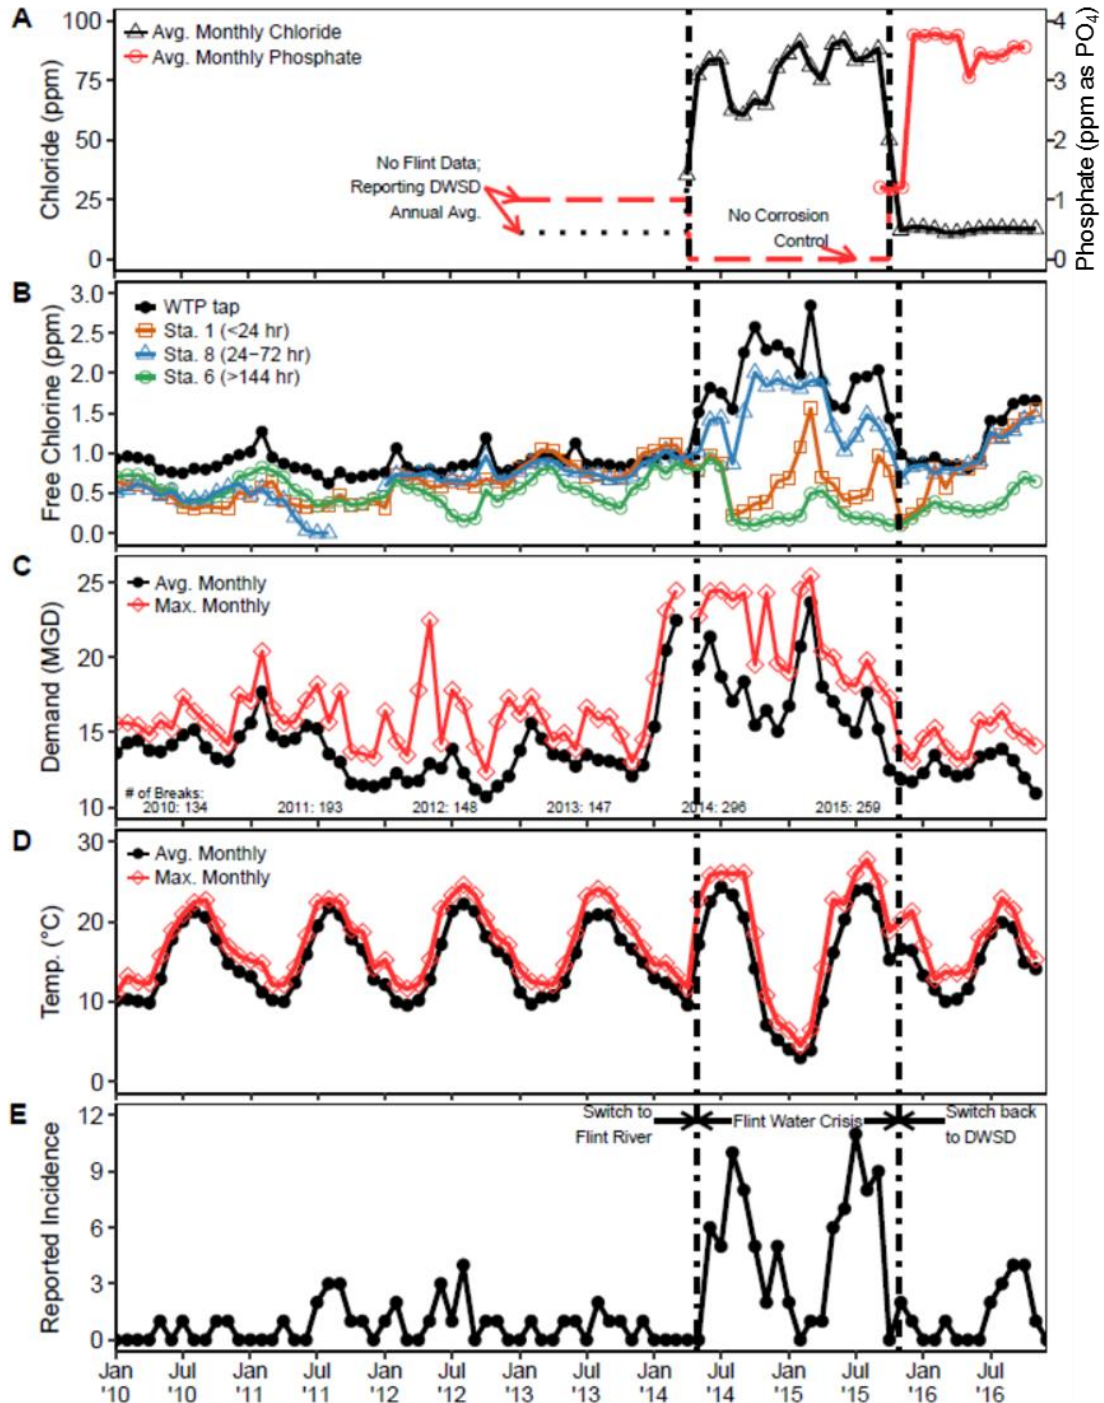 A
Chloride (ppm)
100
75
50
25
0
Avg. Monthly Chloride
Avg. Monthly Phosphate
No Flint Data;
Reporting DWSD
Annual Avg.
No Corrosion
Control
4
3
2
1
0
Phosphate (ppm as PO4)
B
Free Chlorine (ppm)
3.0
2.5
2.0
1.5
1.0
0.5
0.0
WTP tap
Sta. 1 (<24 hr)
Sta. 8 (24−72 hr)
Sta. 6 (>144 hr)
C
Demand (MGD)
25
20
15
10
Avg. Monthly
Max. Monthly
# of Breaks:
2010: 134 2011: 193 2012: 148 2013: 147 2014: 296 2015: 259
D
Temp. (°C)
30
20
10
0
Avg. Monthly
Max. Monthly
E
Reported Incidence
12
9
6
3
0
Switch to
Flint River
Flint Water Crisis
Switch back
to DWSD
Jan Jul Jan Jul Jan Jul Jan Jul Jan Jul Jan Jul Jan Jul
'10 '10 '11 '11 '12 '12 '13 '13 '14 '14 '15 '15 '16 '16